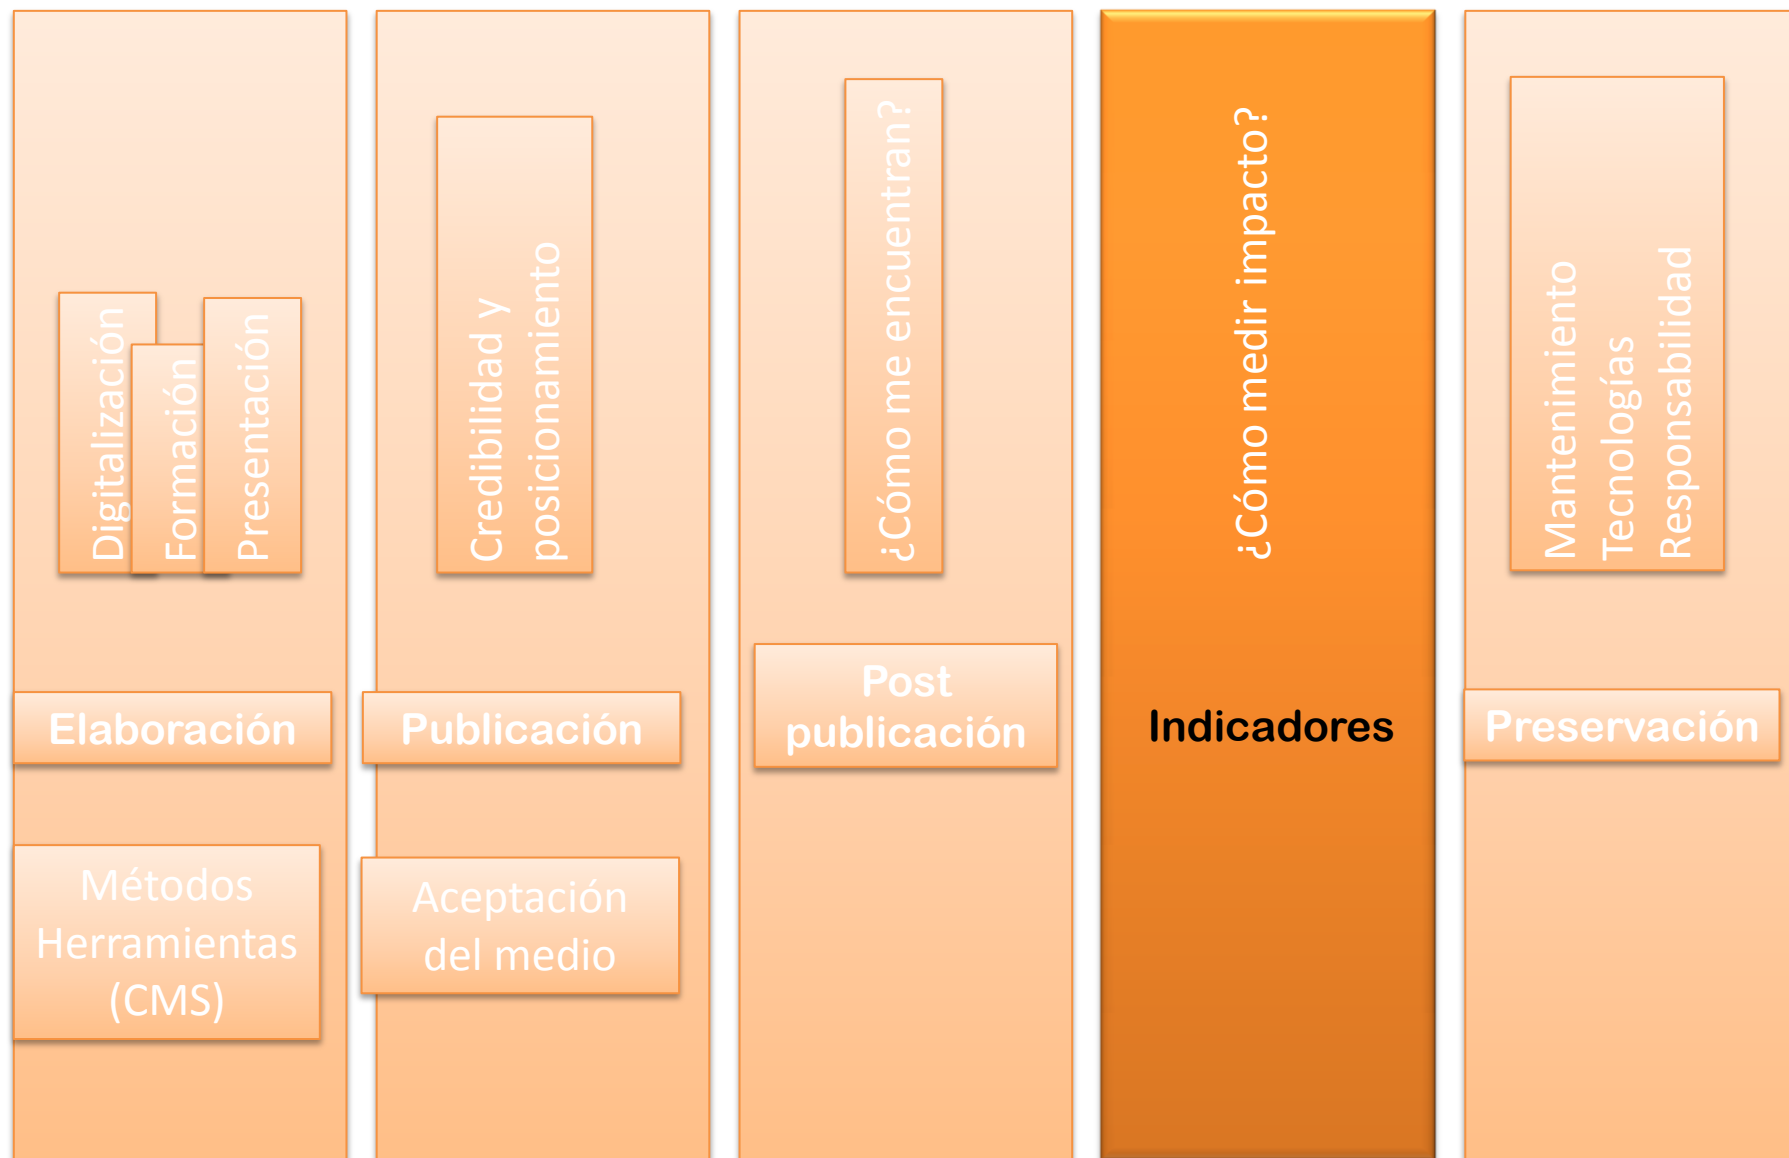 Digitalización
Formación
Presentación
Elaboración
Métodos
Herramientas
(CMS)
Credibilidad y
posicionamiento
Publicación
Aceptación
del medio
¿Cómo me encuentran?
Post
publicación
¿Cómo medir impacto?
Indicadores
Mantenimiento
Tecnologías
Responsabilidad
Preservación